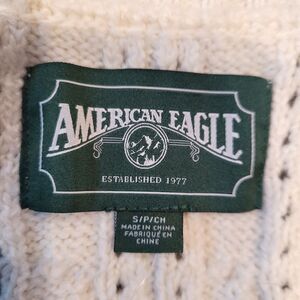 AMERICAN EAGLE
ESTABLISHED 1977
S/P/CH
MADE IN CHINA
FABRIQUÉ EN
CHINE